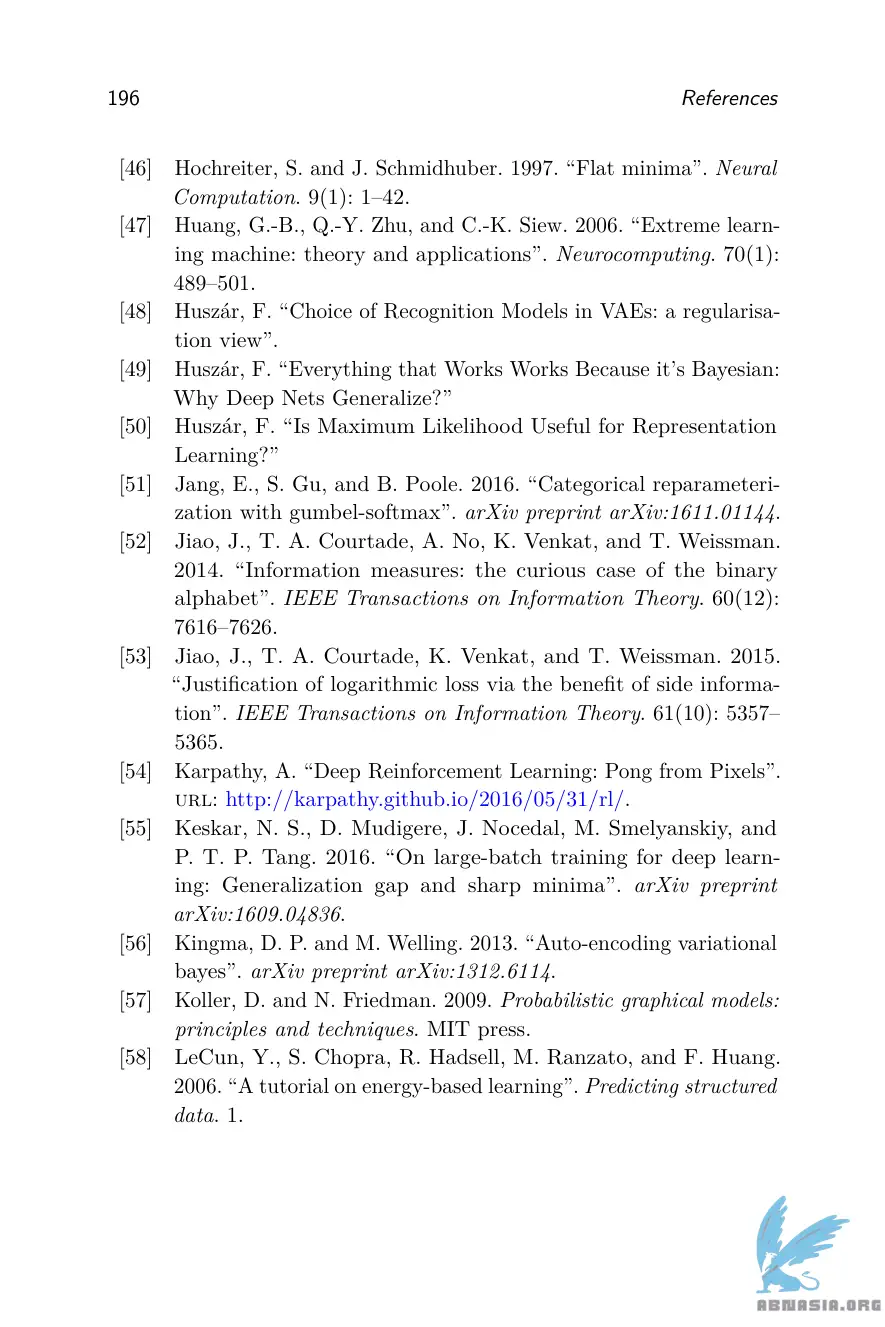 196 References
[46] Hochreiter, S. and J. Schmidhuber. 1997. “Flat minima”. Neural
Computation. 9(1): 1–42.
[47] Huang, G.-B., Q.-Y. Zhu, and C.-K. Siew. 2006. “Extreme learn-
ing machine: theory and applications”. Neurocomputing. 70(1):
489–501.
[48] Huszár, F. “Choice of Recognition Models in VAEs: a regularisa-
tion view”.
[49] Huszár, F. “Everything that Works Works Because it’s Bayesian:
Why Deep Nets Generalize?”
[50] Huszár, F. “Is Maximum Likelihood Useful for Representation
Learning?”
[51] Jang, E., S. Gu, and B. Poole. 2016. “Categorical reparameteri-
zation with gumbel-softmax”. arXiv preprint arXiv:1611.01144.
[52] Jiao, J., T. A. Courtade, A. No, K. Venkat, and T. Weissman.
2014. “Information measures: the curious case of the binary
alphabet”. IEEE Transactions on Information Theory. 60(12):
7616–7626.
[53] Jiao, J., T. A. Courtade, K. Venkat, and T. Weissman. 2015.
“Justification of logarithmic loss via the benefit of side informa-
tion”. IEEE Transactions on Information Theory. 61(10): 5357–
5365.
[54] Karpathy, A. “Deep Reinforcement Learning: Pong from Pixels”.
URL: http://karpathy.github.io/2016/05/31/rl/.
[55] Keskar, N. S., D. Mudigere, J. Nocedal, M. Smelyanskiy, and
P. T. P. Tang. 2016. “On large-batch training for deep learn-
ing: Generalization gap and sharp minima”. arXiv preprint
arXiv:1609.04836.
[56] Kingma, D. P. and M. Welling. 2013. “Auto-encoding variational
bayes”. arXiv preprint arXiv:1312.6114.
[57] Koller, D. and N. Friedman. 2009. Probabilistic graphical models:
principles and techniques. MIT press.
[58] LeCun, Y., S. Chopra, R. Hadsell, M. Ranzato, and F. Huang.
2006. “A tutorial on energy-based learning”. Predicting structured
data. 1.
ABNASIA.ORG